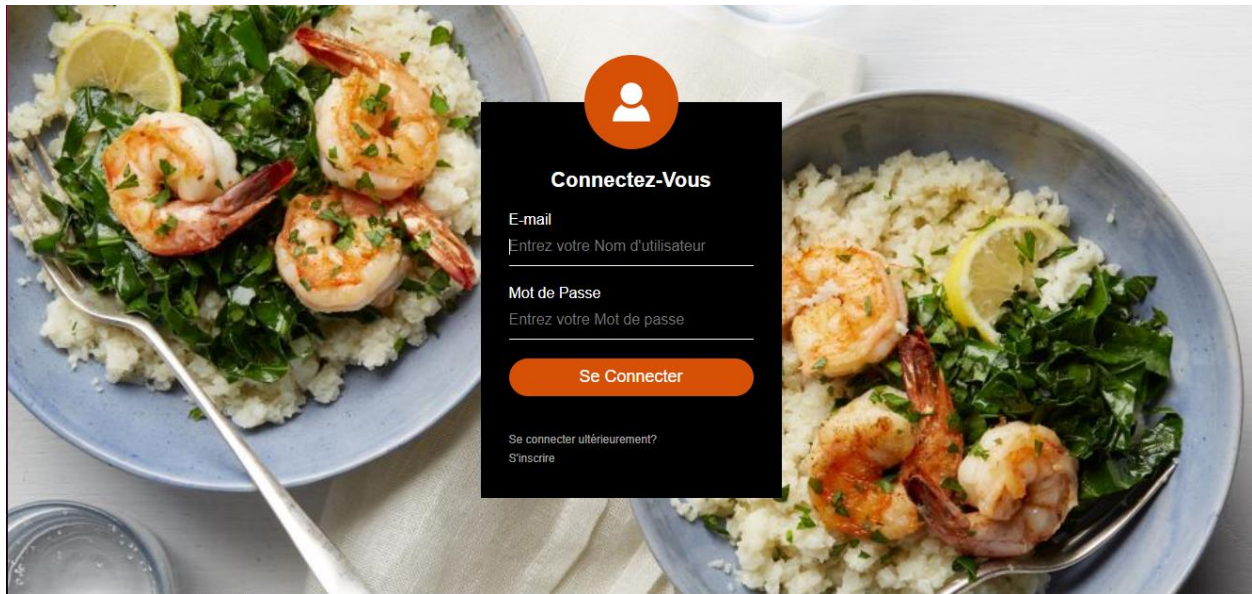 Connectez-Vous
E-mail
Entrez votre Nom d'utilisateur
Mot de Passe
Entrez votre Mot de passe
Se Connecter
Se connecter ultérieurement?
S'inscrire